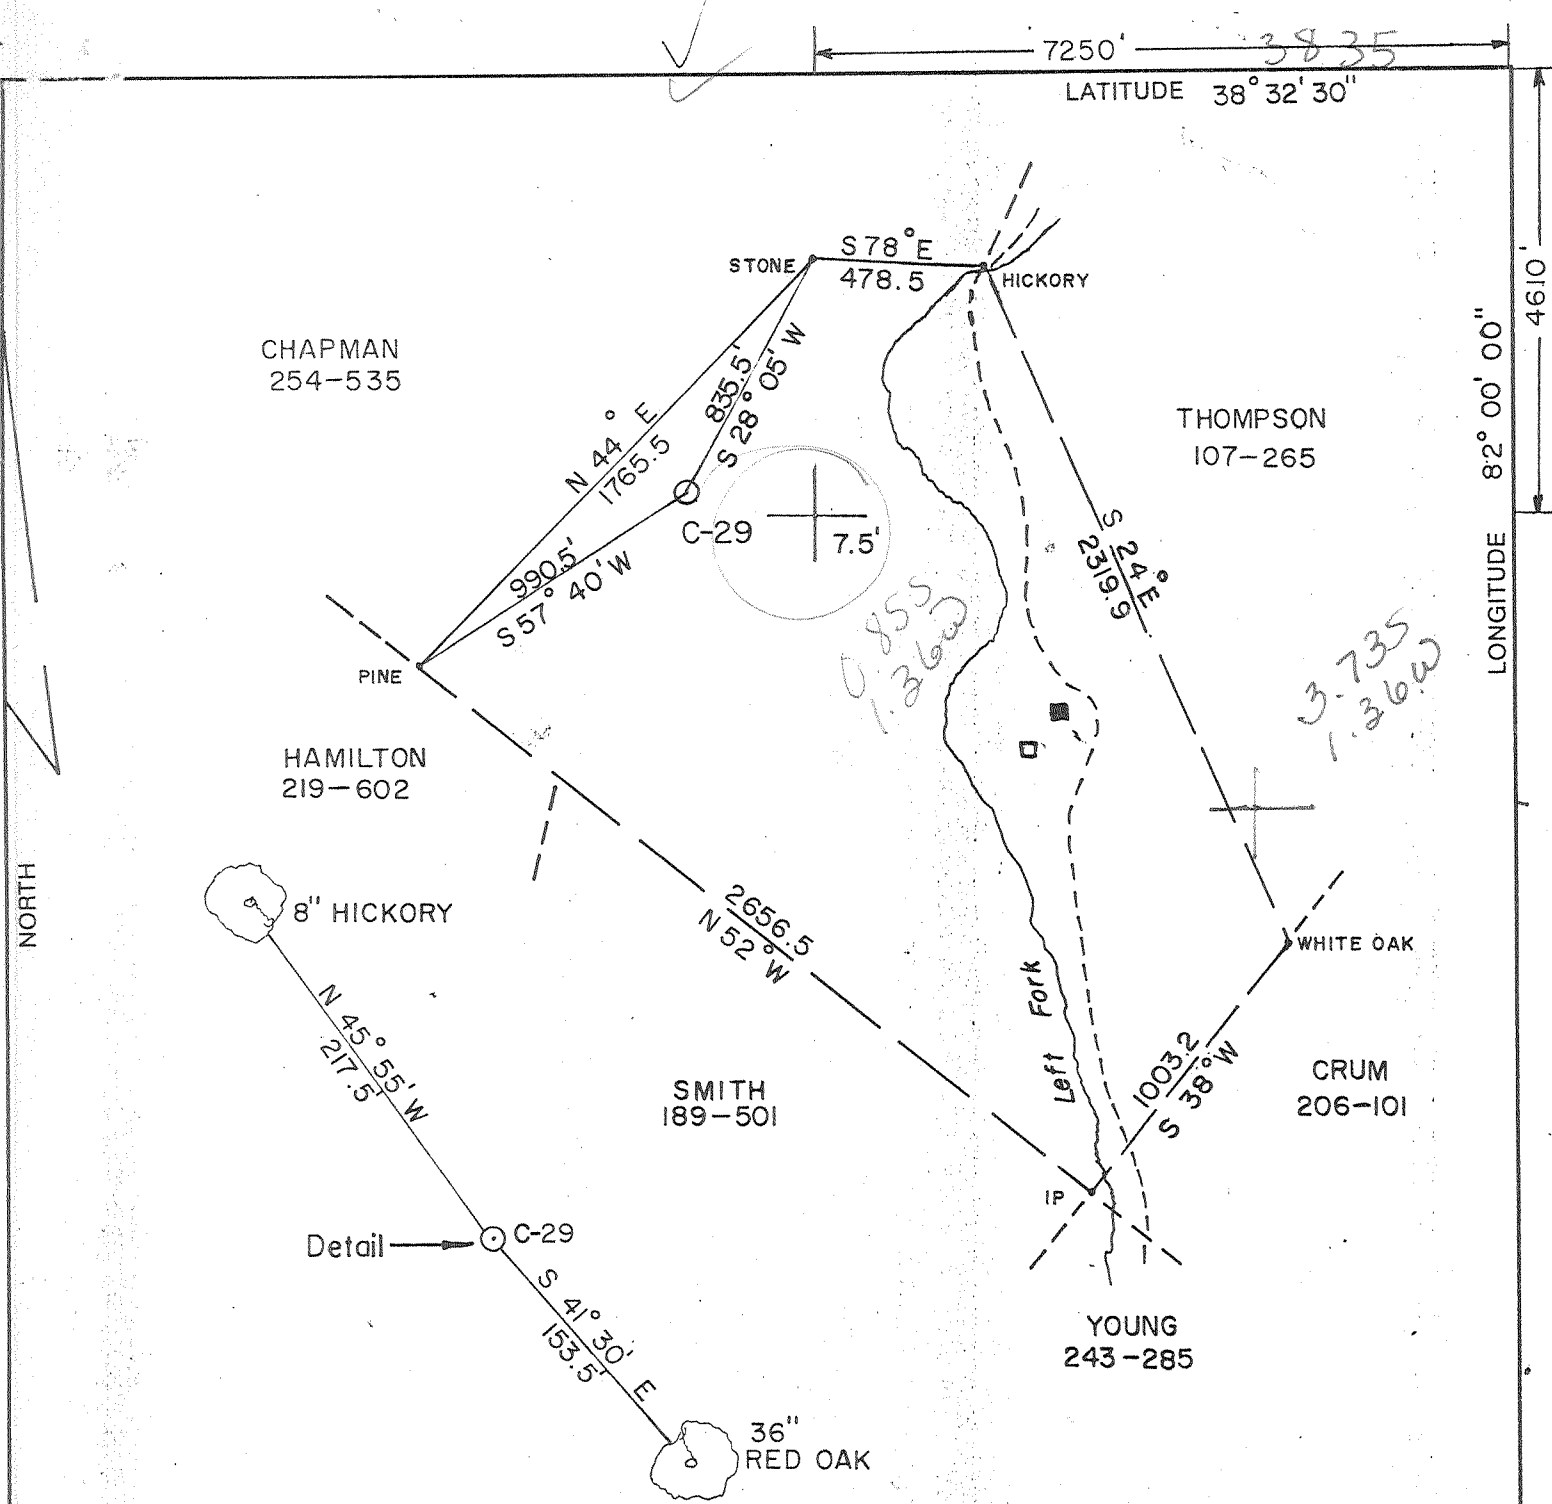 7250'
3835
LATITUDE 38°32'30"
4610'
LONGITUDE 82° 00' 00"
STONE
S 78° E
478.5
HICKORY
CHAPMAN
254-535
N 44° E
1765.5
835.5'
S 28° 05' W
THOMPSON
107-265
C-29
7.5'
990.5'
S 57° 40' W
S 24° E
2319.9
0.855
1.36W
3.735
1.36W
PINE
HAMILTON
219-602
NORTH
8" HICKORY
2656.5
N 52° W
WHITE OAK
N 45° 55' W
217.5'
Left Fork
1003.2
S 38° W
CRUM
206-101
SMITH
189-501
IP
Detail
C-29
S 41° 30' E
153.5'
YOUNG
243-285
36"
RED OAK